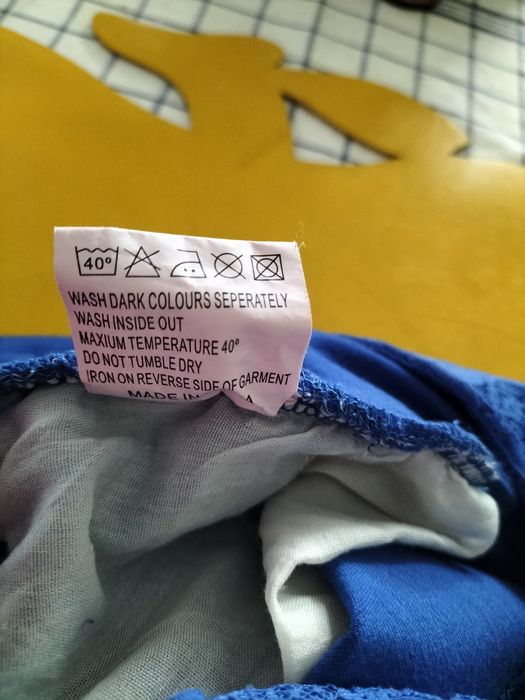 40°
WASH DARK COLOURS SEPERATELY
WASH INSIDE OUT
MAXIUM TEMPERATURE 40°
DO NOT TUMBLE DRY
IRON ON REVERSE SIDE OF GARMENT
MADE IN